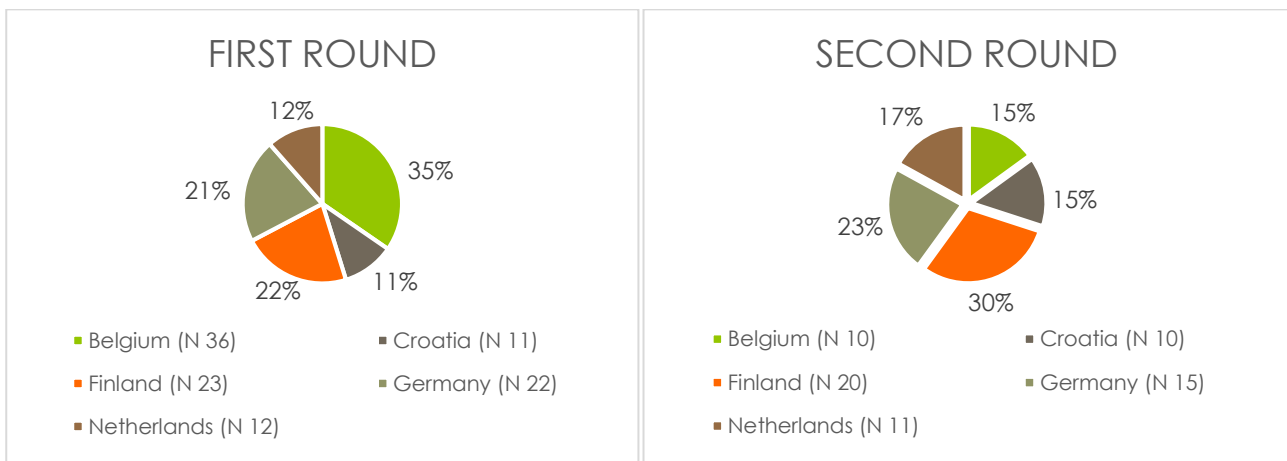 FIRST ROUND
12%
35%
21%
22%
11%
Belgium (N 36)
Croatia (N 11)
Finland (N 23)
Germany (N 22)
Netherlands (N 12)
SECOND ROUND
17%
15%
23%
15%
30%
Belgium (N 10)
Croatia (N 10)
Finland (N 20)
Germany (N 15)
Netherlands (N 11)